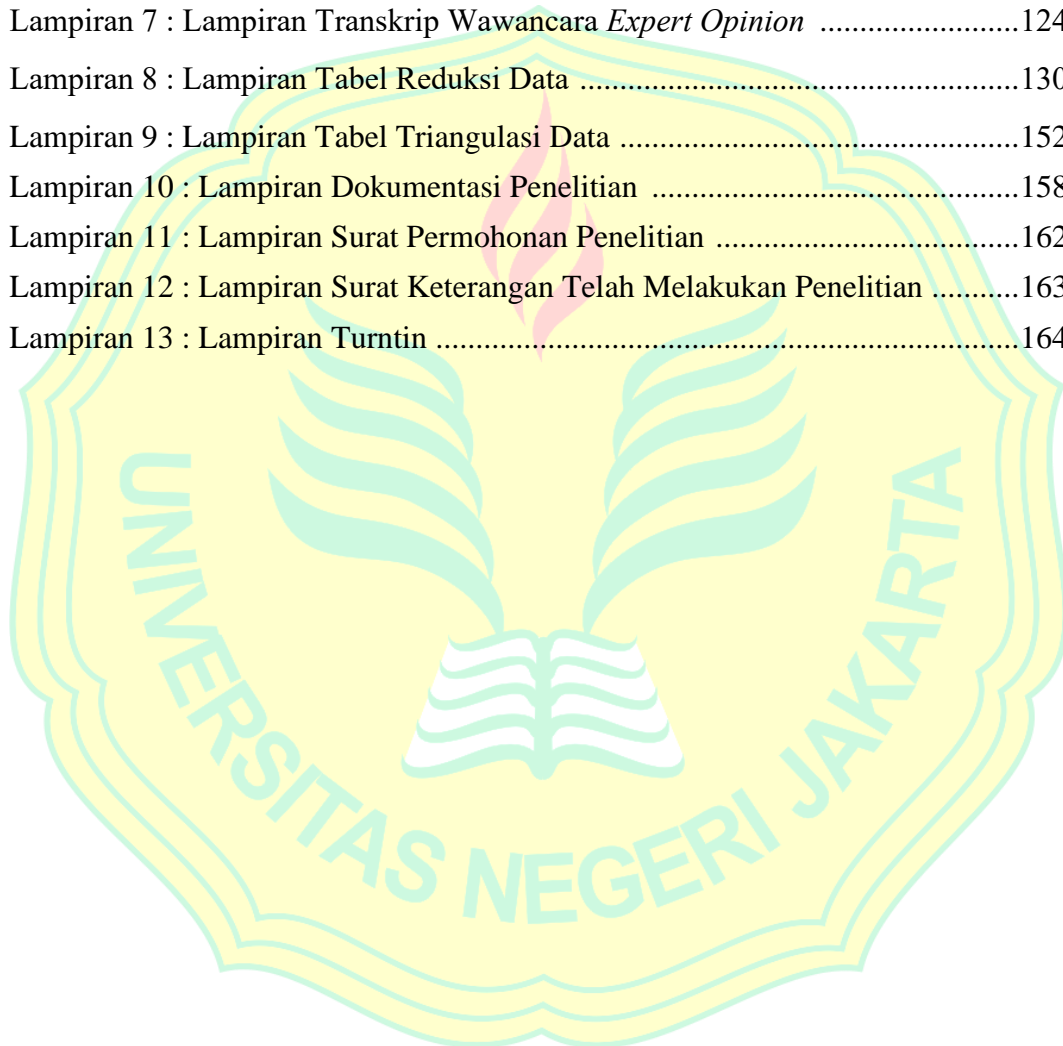 Lampiran 7 : Lampiran Transkrip Wawancara Expert Opinion ........................124
Lampiran 8 : Lampiran Tabel Reduksi Data .....................................................130
Lampiran 9 : Lampiran Tabel Triangulasi Data ................................................152
Lampiran 10 : Lampiran Dokumentasi Penelitian ............................................158
Lampiran 11 : Lampiran Surat Permohonan Penelitian ....................................162
Lampiran 12 : Lampiran Surat Keterangan Telah Melakukan Penelitian ..........163
Lampiran 13 : Lampiran Turntin ......................................................................164
UNIVERSITAS NEGERI JAKARTA